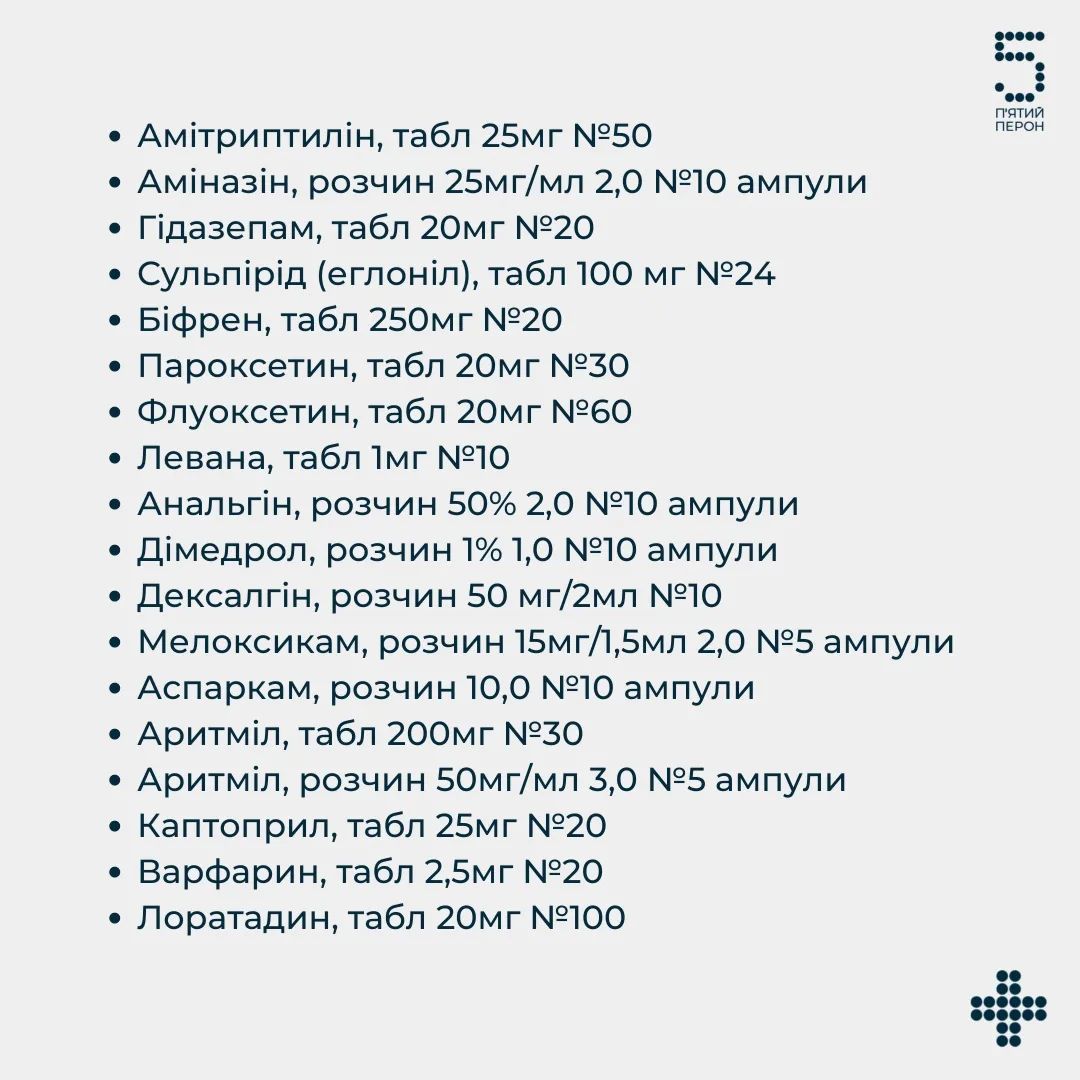 5
П'ЯТИЙ
ПЕРОН
• Амітриптилін, табл 25мг №50
• Аміназін, розчин 25мг/мл 2,0 №10 ампули
• Гідазепам, табл 20мг №20
• Сульпірід (еглоніл), табл 100 мг №24
• Біфрен, табл 250мг №20
• Пароксетин, табл 20мг №30
• Флуоксетин, табл 20мг №60
• Левана, табл 1мг №10
• Анальгін, розчин 50% 2,0 №10 ампули
• Дімедрол, розчин 1% 1,0 №10 ампули
• Дексалгін, розчин 50 мг/2мл №10
• Мелоксикам, розчин 15мг/1,5мл 2,0 №5 ампули
• Аспаркам, розчин 10,0 №10 ампули
• Аритміл, табл 200мг №30
• Аритміл, розчин 50мг/мл 3,0 №5 ампули
• Каптоприл, табл 25мг №20
• Варфарин, табл 2,5мг №20
• Лоратадин, табл 20мг №100